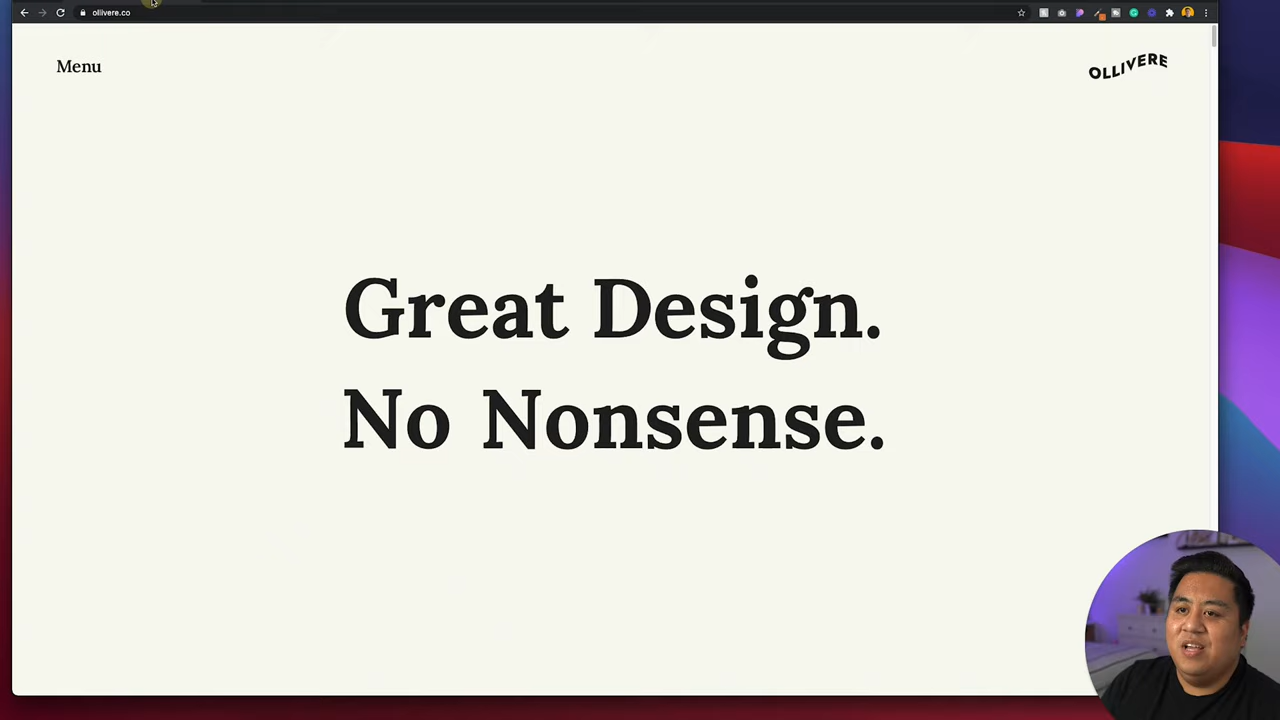 ollivere.co
Menu
OLLIVERE
Great Design.
No Nonsense.